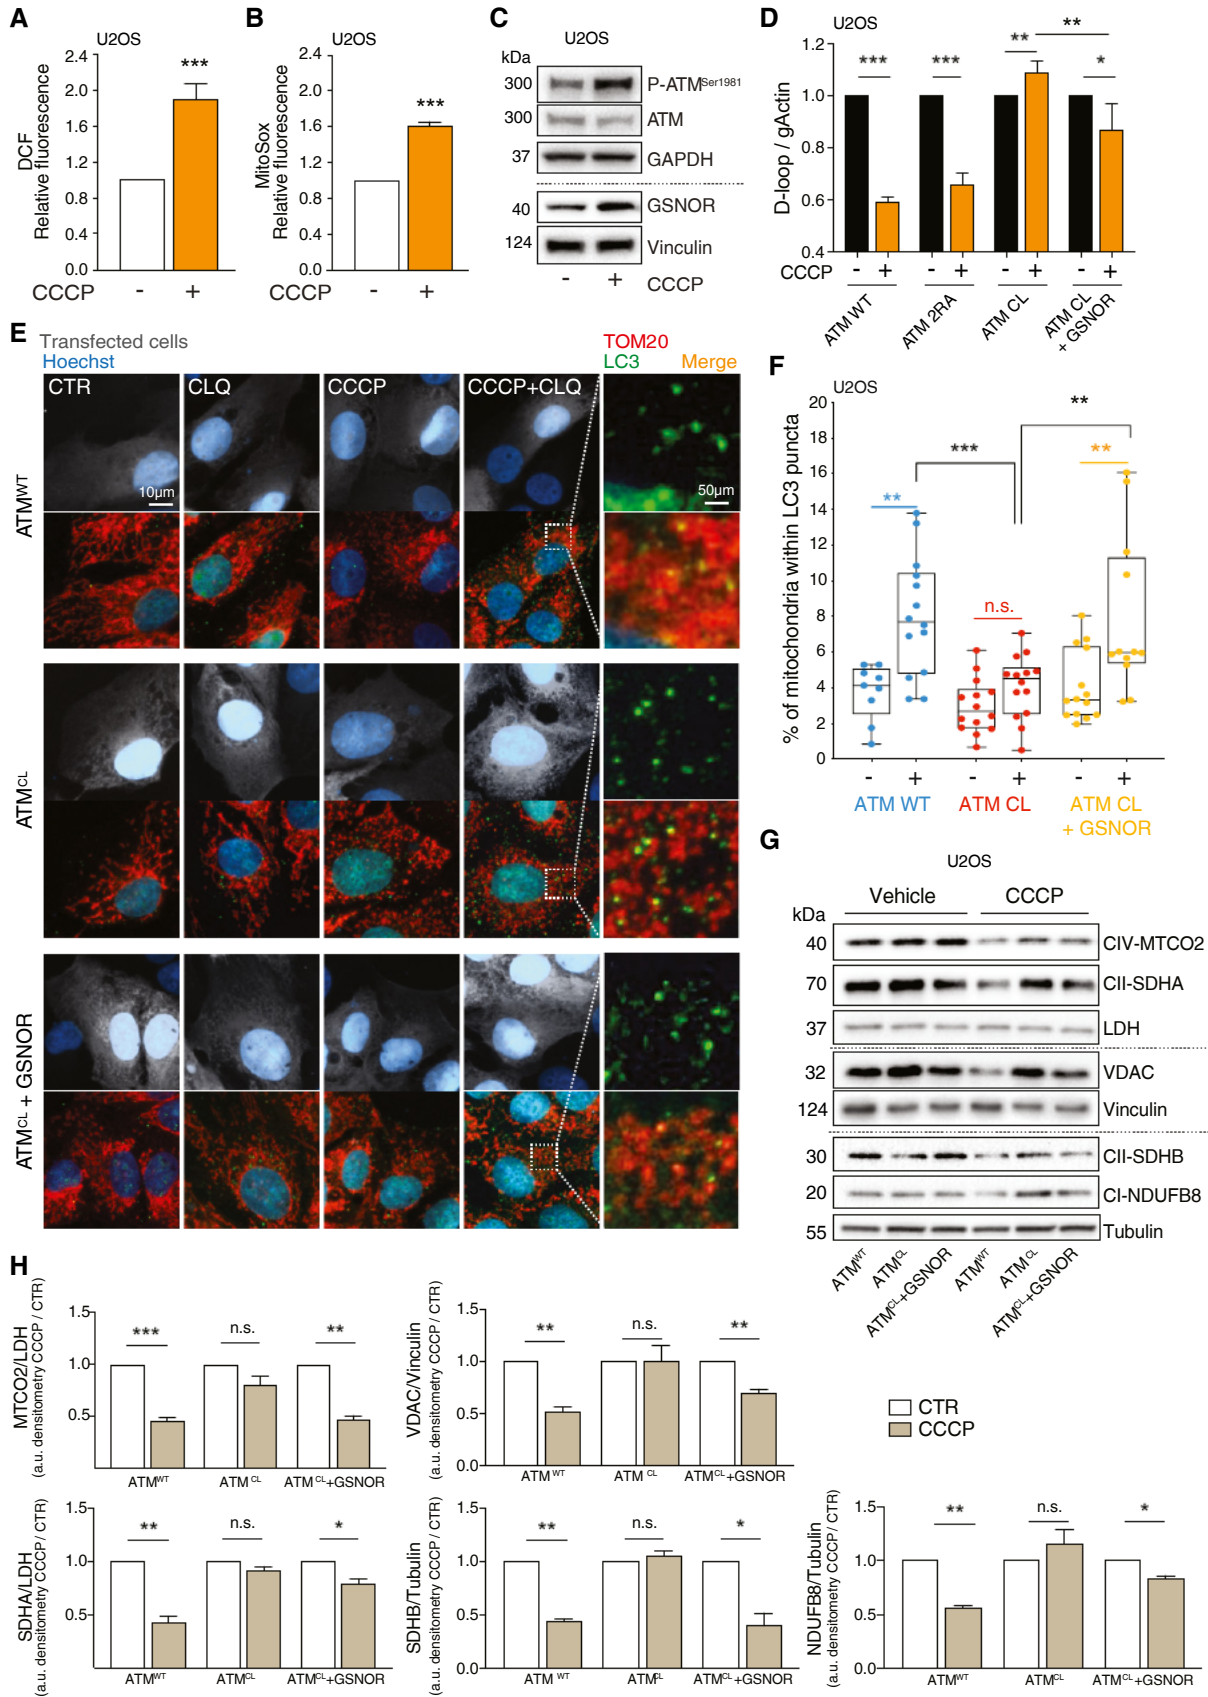 A
U2OS
DCF
Relative fluorescence
2.4
2.0
1.6
1.2
0.8
0.4
0.0
***
CCCP - +
B
U2OS
MitoSox
Relative fluorescence
2.4
2.0
1.6
1.2
0.8
0.4
0.0
***
CCCP - +
C
U2OS
kDa
300 P-ATMSer1981
300 ATM
37 GAPDH
40 GSNOR
124 Vinculin
- + CCCP
D
U2OS
D-loop / gActin
1.2
1
0.8
0.6
0.4
*** *** ** ** *
CCCP - + - + - + - +
ATM WT
ATM 2RA
ATM CL
ATM CL
+ GSNOR
E
Transfected cells
Hoechst
TOM20
LC3 Merge
CTR CLQ CCCP CCCP+CLQ
10µm
50µm
ATMWT
ATMCL
ATMCL + GSNOR
F
U2OS
% of mitochondria within LC3 puncta
20
18
16
14
12
10
8
6
4
2
0
**
***
n.s.
**
**
- + - + - +
ATM WT
ATM CL
ATM CL
+ GSNOR
G
U2OS
Vehicle CCCP
kDa
40 CIV-MTCO2
70 CII-SDHA
37 LDH
32 VDAC
124 Vinculin
30 CII-SDHB
20 CI-NDUFB8
55 Tubulin
ATMWT
ATMCL
ATMCL+GSNOR
ATMWT
ATMCL
ATMCL+GSNOR
H
MTCO2/LDH
(a.u. densitometry CCCP / CTR)
1.5
1.0
0.5
*** n.s. **
ATMWT ATM CL ATM CL+GSNOR
VDAC/Vinculin
(a.u. densitometry CCCP / CTR)
1.5
1.0
0.5
0.0
** n.s. **
ATM WT ATM CL ATMCL+GSNOR
CTR
CCCP
SDHA/LDH
(a.u. densitometry CCCP / CTR)
1.5
1.0
0.5
** n.s. *
ATMWT ATMCL ATMCL+GSNOR
SDHB/Tubulin
(a.u. densitometry CCCP / CTR)
1.5
1.0
0.5
0.0
** n.s. *
ATM WT ATMCL ATMCL+GSNOR
NDUFB8/Tubulin
(a.u. densitometry CCCP / CTR)
1.5
1.0
0.5
0.0
** n.s. *
ATMWT ATMCL ATMCL+GSNOR